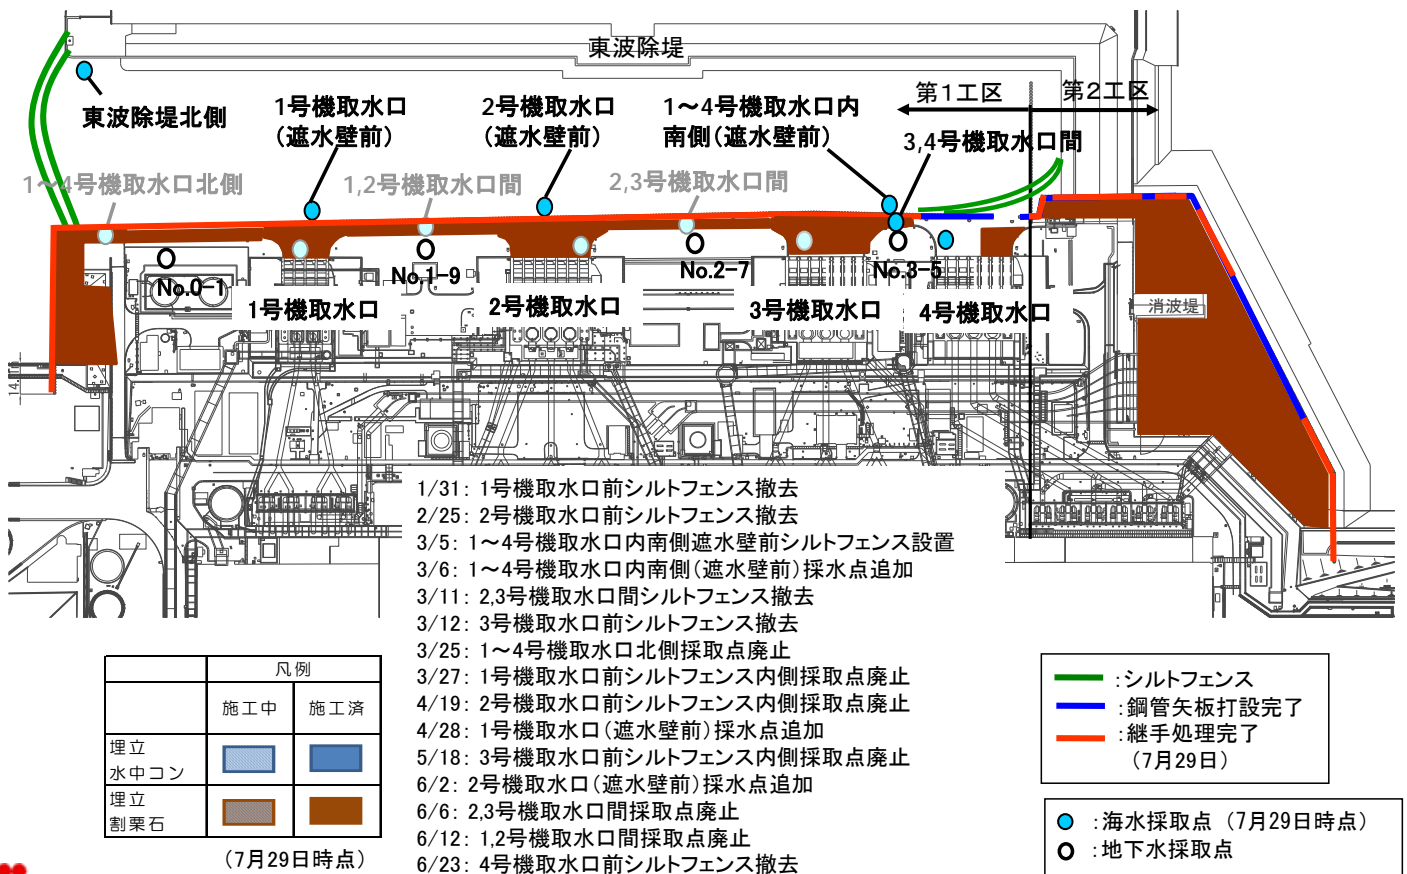 東波除堤
東波除堤北側
1号機取水口
(遮水壁前)
2号機取水口
(遮水壁前)
1～4号機取水口内
南側(遮水壁前)
第1工区
第2工区
3,4号機取水口間
1～4号機取水口北側
1,2号機取水口間
2,3号機取水口間
No.0-1
No.1-9
No.2-7
No.3-5
1号機取水口
2号機取水口
3号機取水口
4号機取水口
消波堤
1/31: 1号機取水口前シルトフェンス撤去
2/25: 2号機取水口前シルトフェンス撤去
3/5: 1～4号機取水口内南側遮水壁前シルトフェンス設置
3/6: 1～4号機取水口内南側(遮水壁前)採水点追加
3/11: 2,3号機取水口間シルトフェンス撤去
3/12: 3号機取水口前シルトフェンス撤去
3/25: 1～4号機取水口北側採取点廃止
3/27: 1号機取水口前シルトフェンス内側採取点廃止
4/19: 2号機取水口前シルトフェンス内側採取点廃止
4/28: 1号機取水口(遮水壁前)採水点追加
5/18: 3号機取水口前シルトフェンス内側採取点廃止
6/2: 2号機取水口(遮水壁前)採水点追加
6/6: 2,3号機取水口間採取点廃止
6/12: 1,2号機取水口間採取点廃止
6/23: 4号機取水口前シルトフェンス撤去
凡例
施工中 施工済
埋立
水中コン
埋立
割栗石
(7月29日時点)
:シルトフェンス
:鋼管矢板打設完了
:継手処理完了
(7月29日)
:海水採取点 (7月29日時点)
:地下水採取点